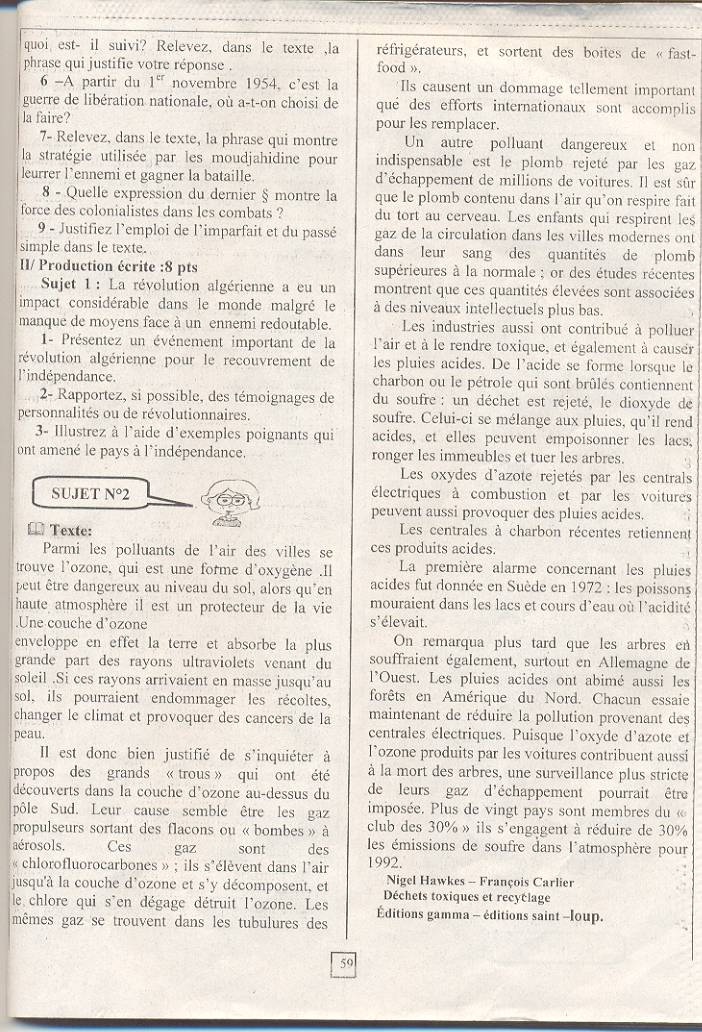 quoi est- il suivi? Relevez, dans le texte ,la
phrase qui justifie votre réponse .
6 –A partir du 1er novembre 1954, c'est la
guerre de libération nationale, où a-t-on choisi de
la faire?
7- Relevez, dans le texte, la phrase qui montre
la stratégie utilisée par les moudjahidine pour
leurrer l'ennemi et gagner la bataille.
8 - Quelle expression du dernier § montre la
force des colonialistes dans les combats ?
9 - Justifiez l'emploi de l'imparfait et du passé
simple dans le texte.
II/ Production écrite :8 pts
Sujet 1 : La révolution algérienne a eu un
impact considérable dans le monde malgré le
manque de moyens face à un ennemi redoutable.
1- Présentez un événement important de la
révolution algérienne pour le recouvrement de
l'indépendance.
2- Rapportez, si possible, des témoignages de
personnalités ou de révolutionnaires.
3- Illustrez à l'aide d'exemples poignants qui
ont amené le pays à l'indépendance.
SUJET N°2
Texte:
Parmi les polluants de l'air des villes se
trouve l'ozone, qui est une forme d'oxygène .Il
peut être dangereux au niveau du sol, alors qu'en
haute atmosphère il est un protecteur de la vie
.Une couche d'ozone
enveloppe en effet la terre et absorbe la plus
grande part des rayons ultraviolets venant du
soleil .Si ces rayons arrivaient en masse jusqu'au
sol, ils pourraient endommager les récoltes,
changer le climat et provoquer des cancers de la
peau.
Il est donc bien justifié de s'inquiéter à
propos des grands « trous » qui ont été
découverts dans la couche d'ozone au-dessus du
pôle Sud. Leur cause semble être les gaz
propulseurs sortant des flacons ou « bombes » à
aérosols. Ces gaz sont des
« chlorofluorocarbones » ; ils s'élèvent dans l'air
jusqu'à la couche d'ozone et s'y décomposent, et
le chlore qui s'en dégage détruit l'ozone. Les
mêmes gaz se trouvent dans les tubulures des
réfrigérateurs, et sortent des boites de « fast-
food ».
Ils causent un dommage tellement important
que des efforts internationaux sont accomplis
pour les remplacer.
Un autre polluant dangereux et non
indispensable est le plomb rejeté par les gaz
d'échappement de millions de voitures. Il est sûr
que le plomb contenu dans l'air qu'on respire fait
du tort au cerveau. Les enfants qui respirent les
gaz de la circulation dans les villes modernes ont
dans leur sang des quantités de plomb
supérieures à la normale ; or des études récentes
montrent que ces quantités élevées sont associées
à des niveaux intellectuels plus bas.
Les industries aussi ont contribué à polluer
l'air et à le rendre toxique, et également à causer
les pluies acides. De l'acide se forme lorsque le
charbon ou le pétrole qui sont brûlés contiennent
du soufre : un déchet est rejeté, le dioxyde de
soufre. Celui-ci se mélange aux pluies, qu'il rend
acides, et elles peuvent empoisonner les lacs,
ronger les immeubles et tuer les arbres.
Les oxydes d'azote rejetés par les centrals
électriques à combustion et par les voitures
peuvent aussi provoquer des pluies acides.
Les centrales à charbon récentes retiennent
ces produits acides.
La première alarme concernant les pluies
acides fut donnée en Suède en 1972 : les poissons
mouraient dans les lacs et cours d'eau où l'acidité
s'élevait.
On remarqua plus tard que les arbres en
souffraient également, surtout en Allemagne de
l'Ouest. Les pluies acides ont abimé aussi les
forêts en Amérique du Nord. Chacun essaie
maintenant de réduire la pollution provenant des
centrales électriques. Puisque l'oxyde d'azote et
l'ozone produits par les voitures contribuent aussi
à la mort des arbres, une surveillance plus stricte
de leurs gaz d'échappement pourrait être
imposée. Plus de vingt pays sont membres du «
club des 30% » ils s'engagent à réduire de 30%
les émissions de soufre dans l'atmosphère pour
1992.
Nigel Hawkes – François Carlier
Déchets toxiques et recyclage
Éditions gamma – éditions saint –loup.
59